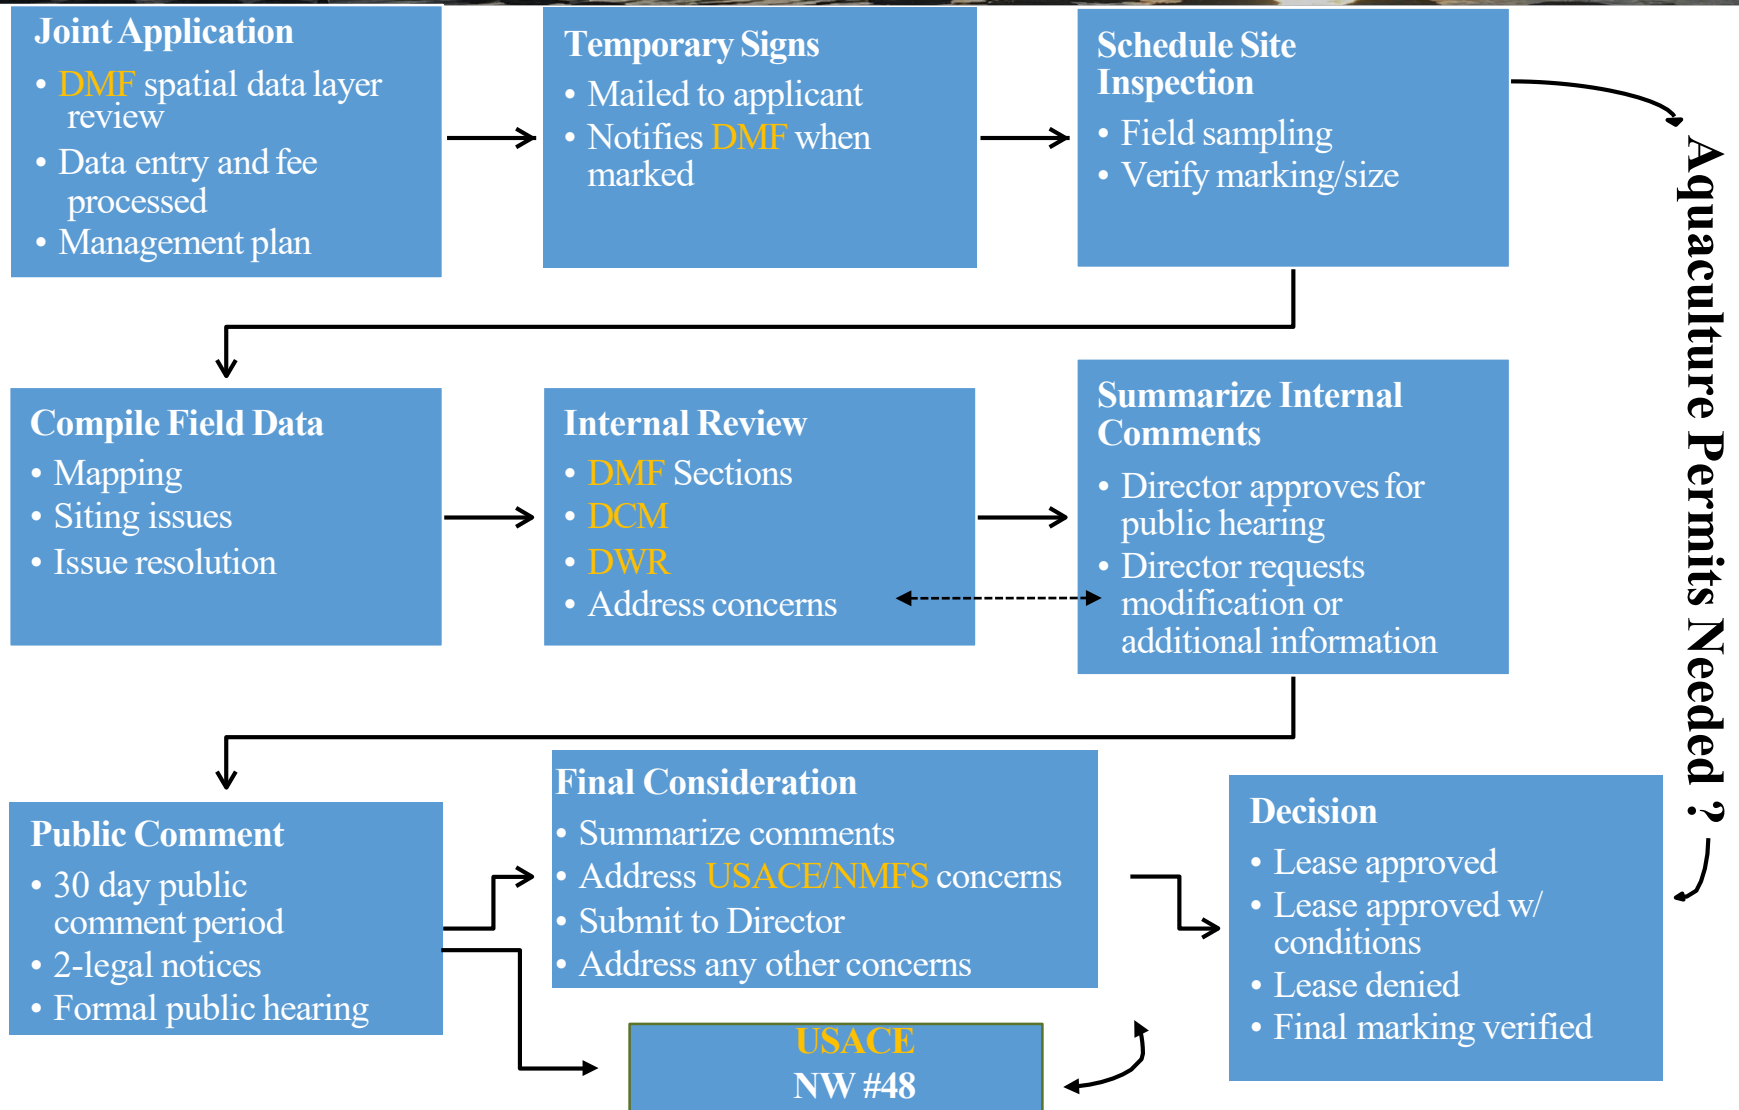 Joint Application
• DMF spatial data layer
review
• Data entry and fee
processed
• Management plan
Temporary Signs
• Mailed to applicant
• Notifies DMF when
marked
Schedule Site
Inspection
• Field sampling
• Verify marking/size
Aquaculture Permits Needed ?
Compile Field Data
• Mapping
• Siting issues
• Issue resolution
Internal Review
• DMF Sections
• DCM
• DWR
• Address concerns
Summarize Internal
Comments
• Director approves for
public hearing
• Director requests
modification or
additional information
Public Comment
• 30 day public
comment period
• 2-legal notices
• Formal public hearing
Final Consideration
• Summarize comments
• Address USACE/NMFS concerns
• Submit to Director
• Address any other concerns
USACE
NW #48
Decision
• Lease approved
• Lease approved w/
conditions
• Lease denied
• Final marking verified